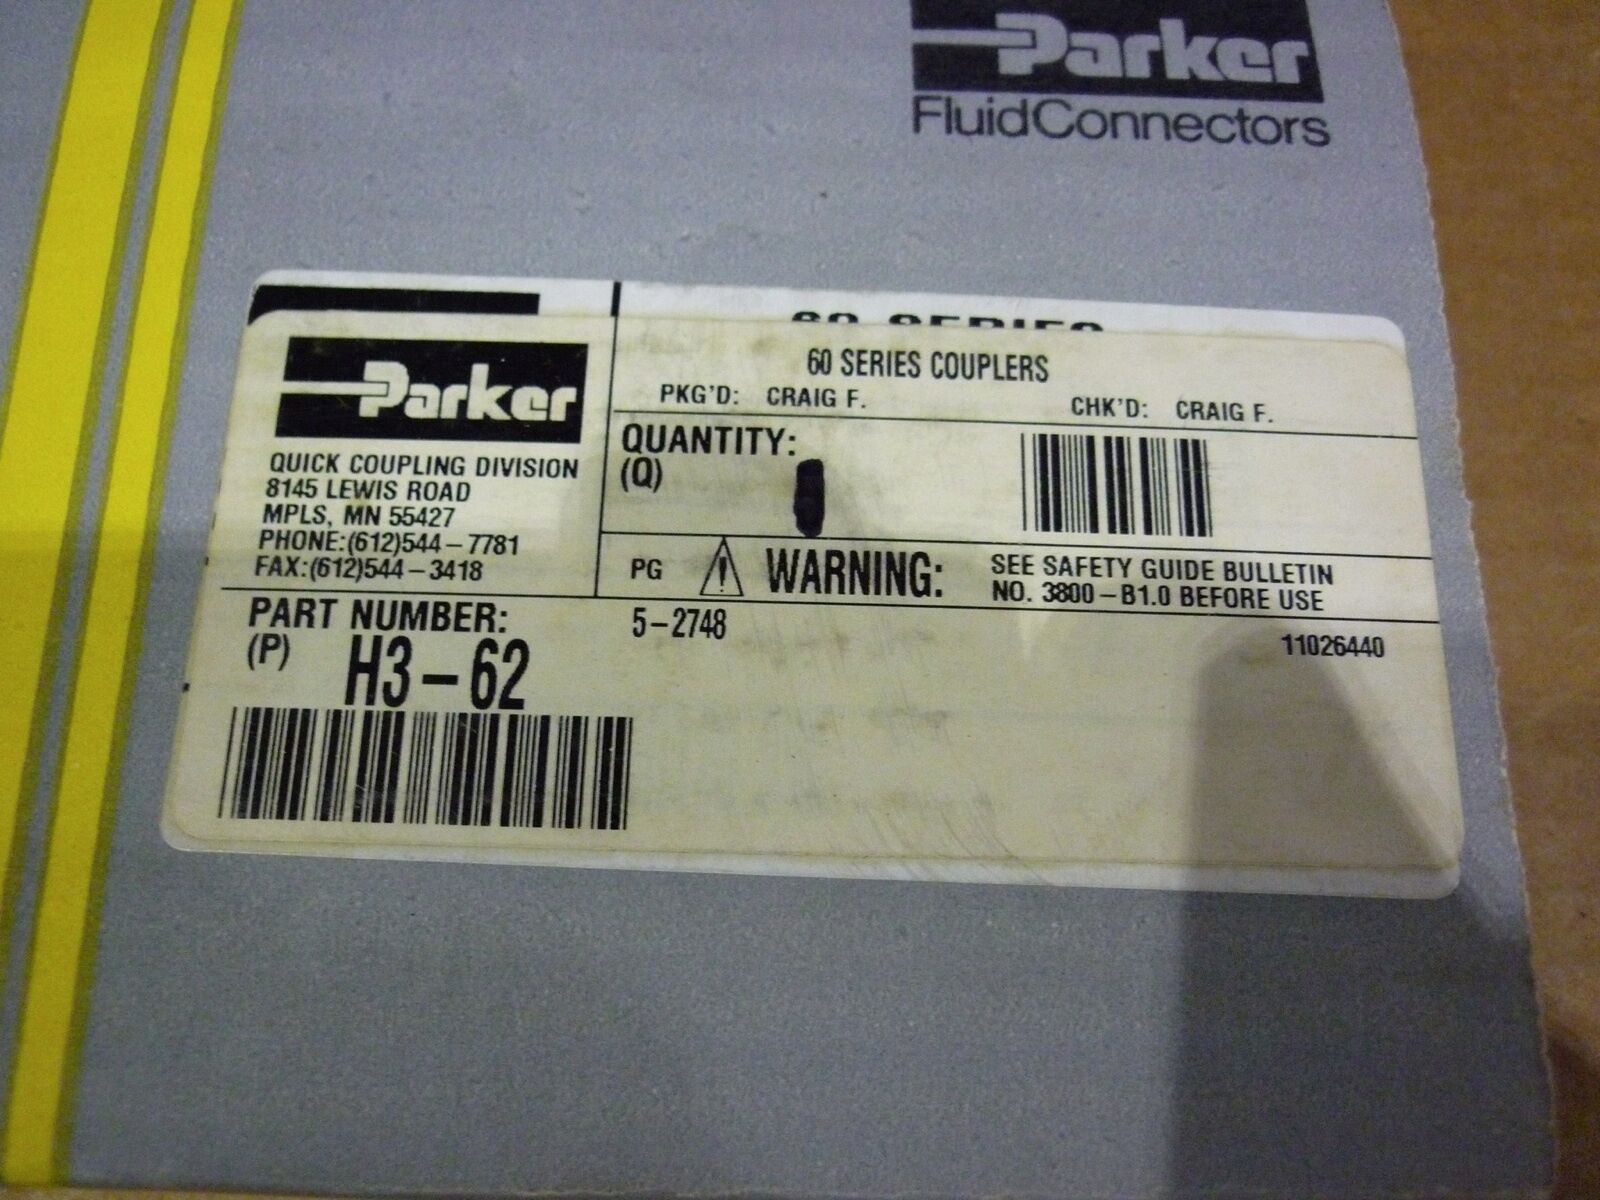 Parker
FluidConnectors
60 SERIES
Parker
QUICK COUPLING DIVISION
8145 LEWIS ROAD
MPLS, MN 55427
PHONE:(612)544-7781
FAX:(612)544-3418
60 SERIES COUPLERS
PKG'D: CRAIG F.
CHK'D: CRAIG F.
QUANTITY:
(Q)
PG
WARNING:
SEE SAFETY GUIDE BULLETIN
NO. 3800-B1.0 BEFORE USE
PART NUMBER:
(P)
H3-62
5-2748
11026440